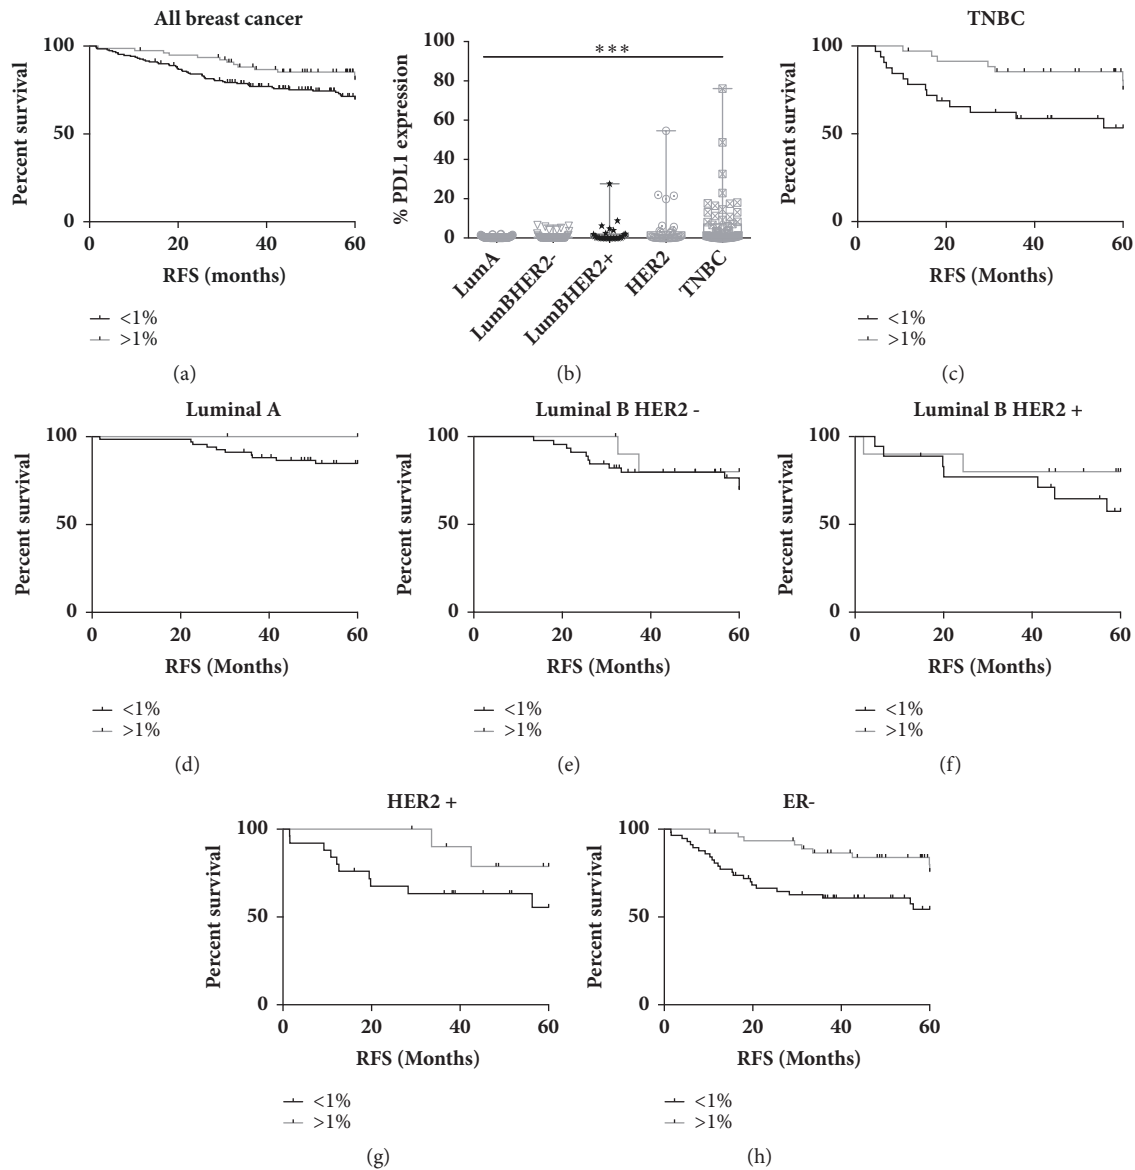 All breast cancer
100
50
0
Percent survival
0 20 40 60
RFS (months)
<1%
>1%
(a)
***
100
80
60
40
20
0
% PDL1 expression
LumA
LumBHER2-
LumBHER2+
HER2
TNBC
(b)
TNBC
100
50
0
Percent survival
0 20 40 60
RFS (Months)
<1%
>1%
(c)
Luminal A
100
50
0
Percent survival
0 20 40 60
RFS (Months)
<1%
>1%
(d)
Luminal B HER2 -
100
50
0
Percent survival
0 20 40 60
RFS (Months)
<1%
>1%
(e)
Luminal B HER2 +
100
50
0
Percent survival
0 20 40 60
RFS (Months)
<1%
>1%
(f)
HER2 +
100
50
0
Percent survival
0 20 40 60
RFS (Months)
<1%
>1%
(g)
ER-
100
50
0
Percent survival
0 20 40 60
RFS (Months)
<1%
>1%
(h)